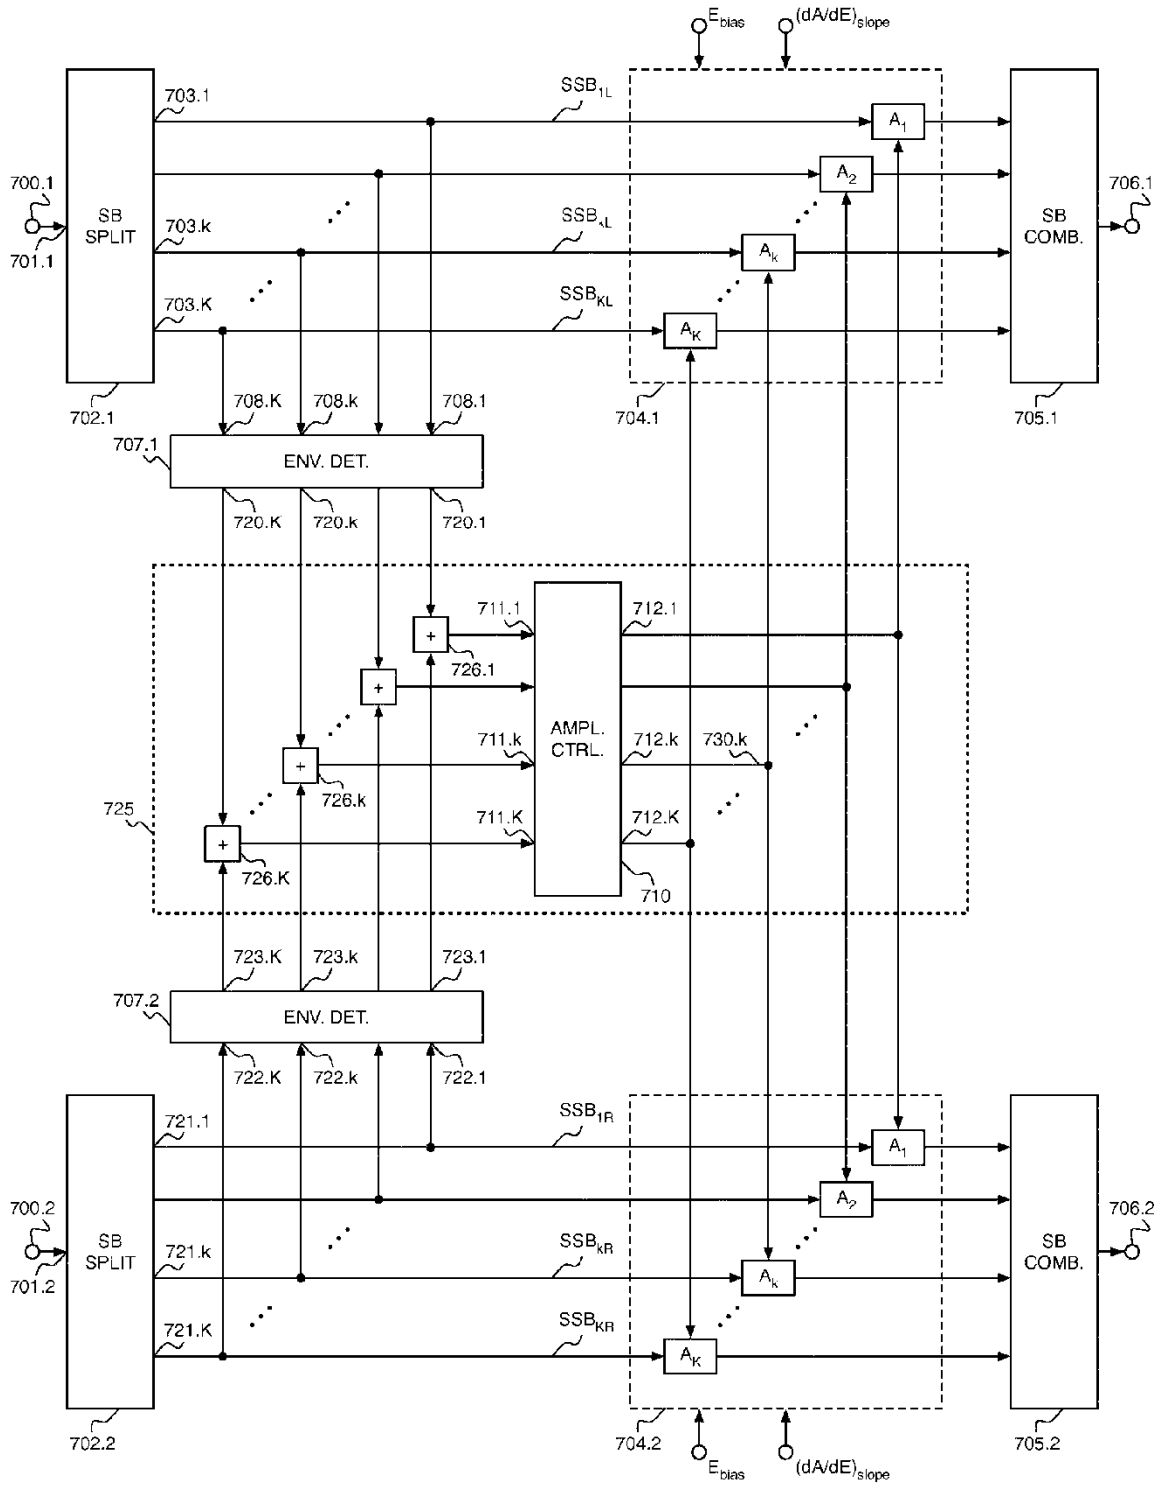 E_bias
(dA/dE)_slope
703.1
SSB_1L
A_1
700.1
SB
SPLIT
A_2
706.1
703.k
SSB_kL
A_k
SB
COMB.
701.1
703.K
SSB_KL
A_K
702.1
704.1
705.1
708.K
708.k
708.1
707.1
ENV. DET.
720.K
720.k
720.1
711.1
712.1
+
726.1
+
AMPL.
CTRL.
711.k
712.k
730.k
+
726.k
725
711.K
712.K
+
726.K
710
723.K
723.k
723.1
707.2
ENV. DET.
722.K
722.k
722.1
721.1
SSB_1R
A_1
700.2
SB
SPLIT
A_2
706.2
721.k
SSB_kR
A_k
SB
COMB.
701.2
721.K
SSB_KR
A_K
702.2
704.2
705.2
E_bias
(dA/dE)_slope